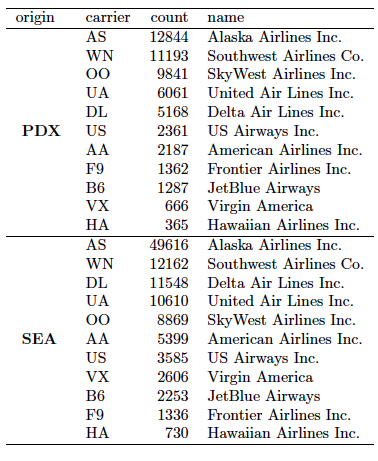 origin carrier count name
AS 12844 Alaska Airlines Inc.
WN 11193 Southwest Airlines Co.
OO 9841 SkyWest Airlines Inc.
UA 6061 United Air Lines Inc.
DL 5168 Delta Air Lines Inc.
PDX US 2361 US Airways Inc.
AA 2187 American Airlines Inc.
F9 1362 Frontier Airlines Inc.
B6 1287 JetBlue Airways
VX 666 Virgin America
HA 365 Hawaiian Airlines Inc.
AS 49616 Alaska Airlines Inc.
WN 12162 Southwest Airlines Co.
DL 11548 Delta Air Lines Inc.
UA 10610 United Air Lines Inc.
OO 8869 SkyWest Airlines Inc.
SEA AA 5399 American Airlines Inc.
US 3585 US Airways Inc.
VX 2606 Virgin America
B6 2253 JetBlue Airways
F9 1336 Frontier Airlines Inc.
HA 730 Hawaiian Airlines Inc.